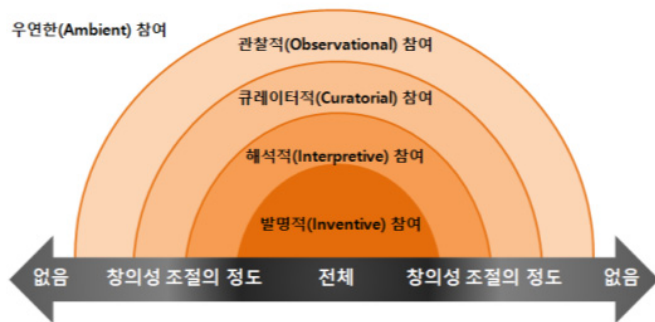 우연한(Ambient) 참여
관찰적(Observational) 참여
큐레이터적(Curatorial) 참여
해석적(Interpretive) 참여
발명적(Inventive) 참여
없음 창의성 조절의 정도 전체 창의성 조절의 정도 없음